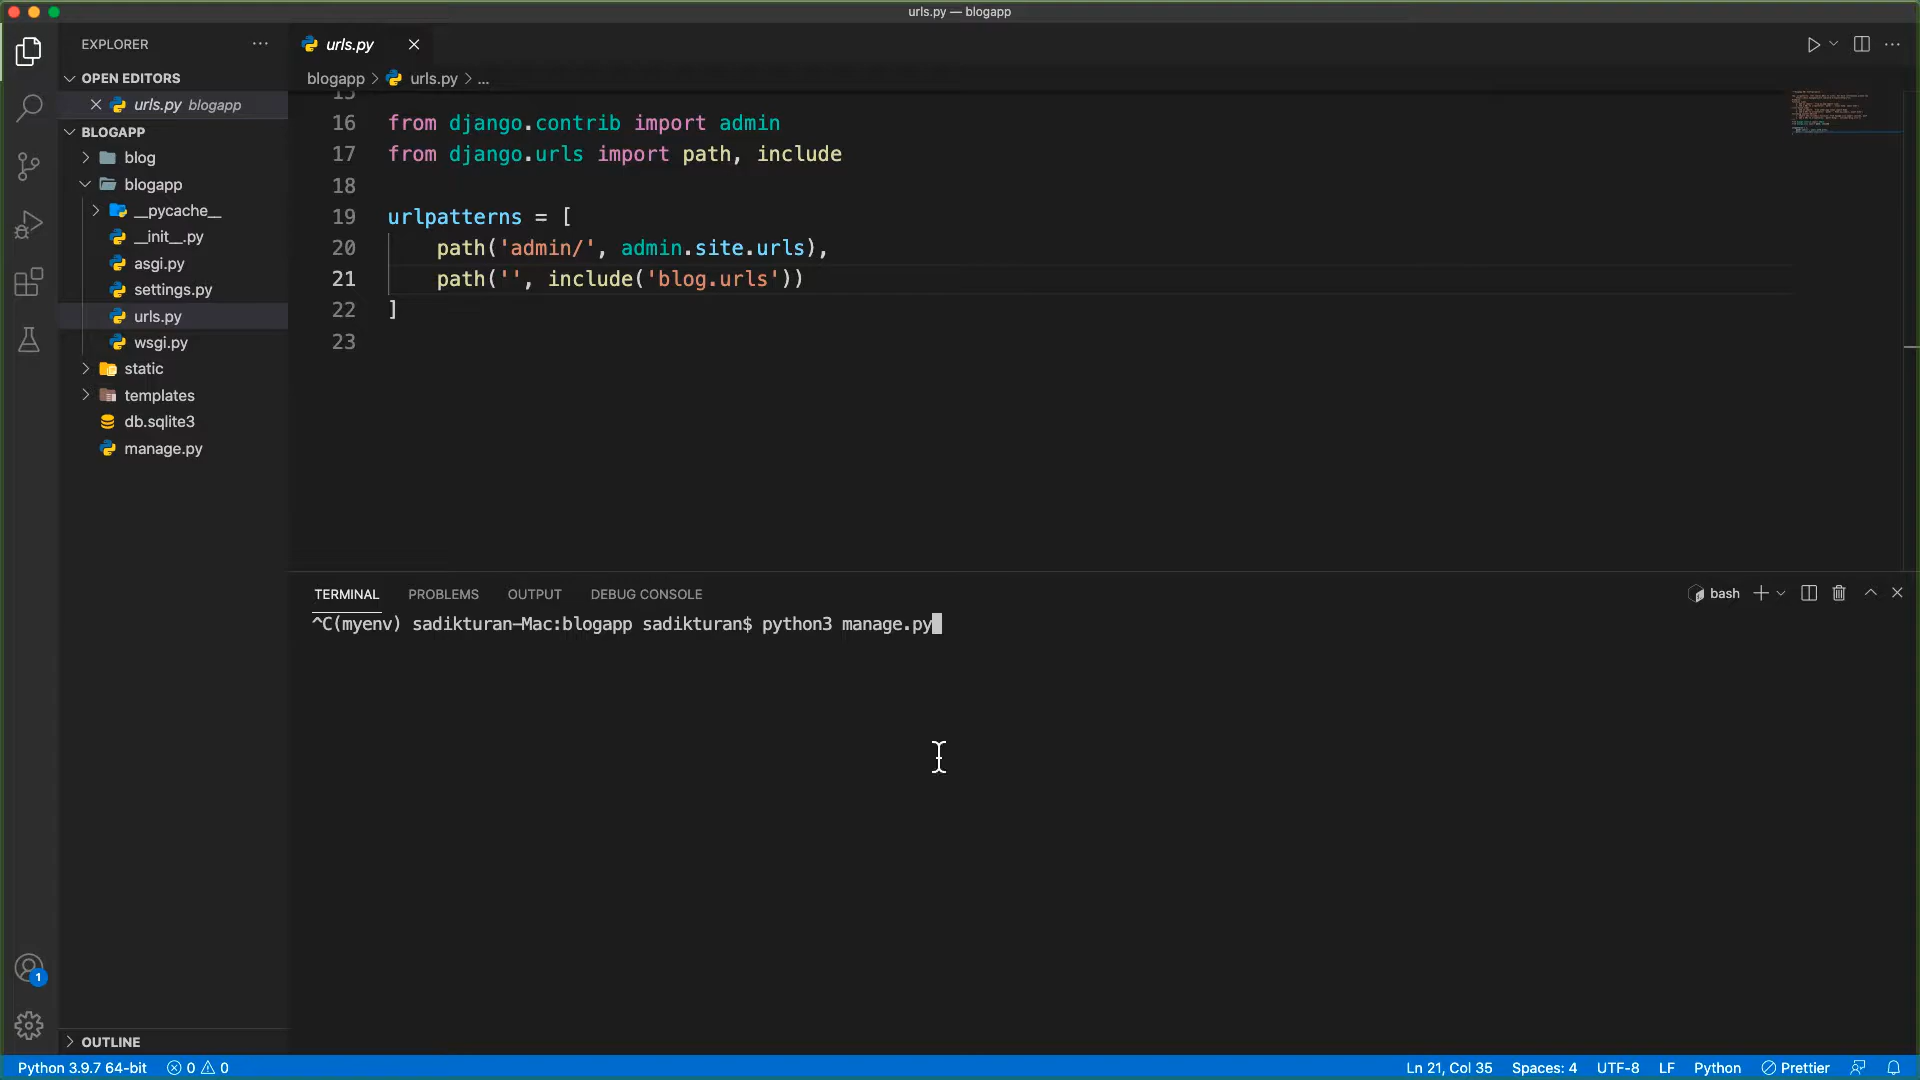 urls.py — blogapp
EXPLORER
OPEN EDITORS
urls.py blogapp
BLOGAPP
blog
blogapp
__pycache__
__init__.py
asgi.py
settings.py
urls.py
wsgi.py
static
templates
db.sqlite3
manage.py
OUTLINE
urls.py
blogapp > urls.py > ...
15
16 from django.contrib import admin
17 from django.urls import path, include
18
19 urlpatterns = [
20 path('admin/', admin.site.urls),
21 path('', include('blog.urls'))
22 ]
23
TERMINAL PROBLEMS OUTPUT DEBUG CONSOLE
bash
^C(myenv) sadikturan-Mac:blogapp sadikturan$ python3 manage.py
1
Python 3.9.7 64-bit 0 0 Ln 21, Col 35 Spaces: 4 UTF-8 LF Python Prettier